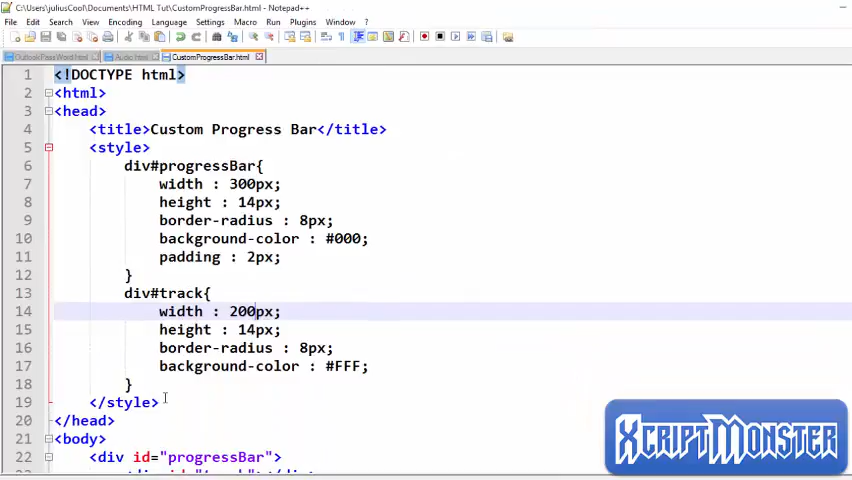 C:\Users\juliusCool\Documents\HTML Tut\CustomProgressBar.html - Notepad++
File Edit Search View Encoding Language Settings Macro Run Plugins Window ?
OutlookPassWord.html Audio.html CustomProgressBar.html
1 <!DOCTYPE html>
2 <html>
3 <head>
4 <title>Custom Progress Bar</title>
5 <style>
6 div#progressBar{
7 width : 300px;
8 height : 14px;
9 border-radius : 8px;
10 background-color : #000;
11 padding : 2px;
12 }
13 div#track{
14 width : 200px;
15 height : 14px;
16 border-radius : 8px;
17 background-color : #FFF;
18 }
19 </style>
20 </head>
21 <body>
22 <div id="progressBar">
XCRIPTMONSTER